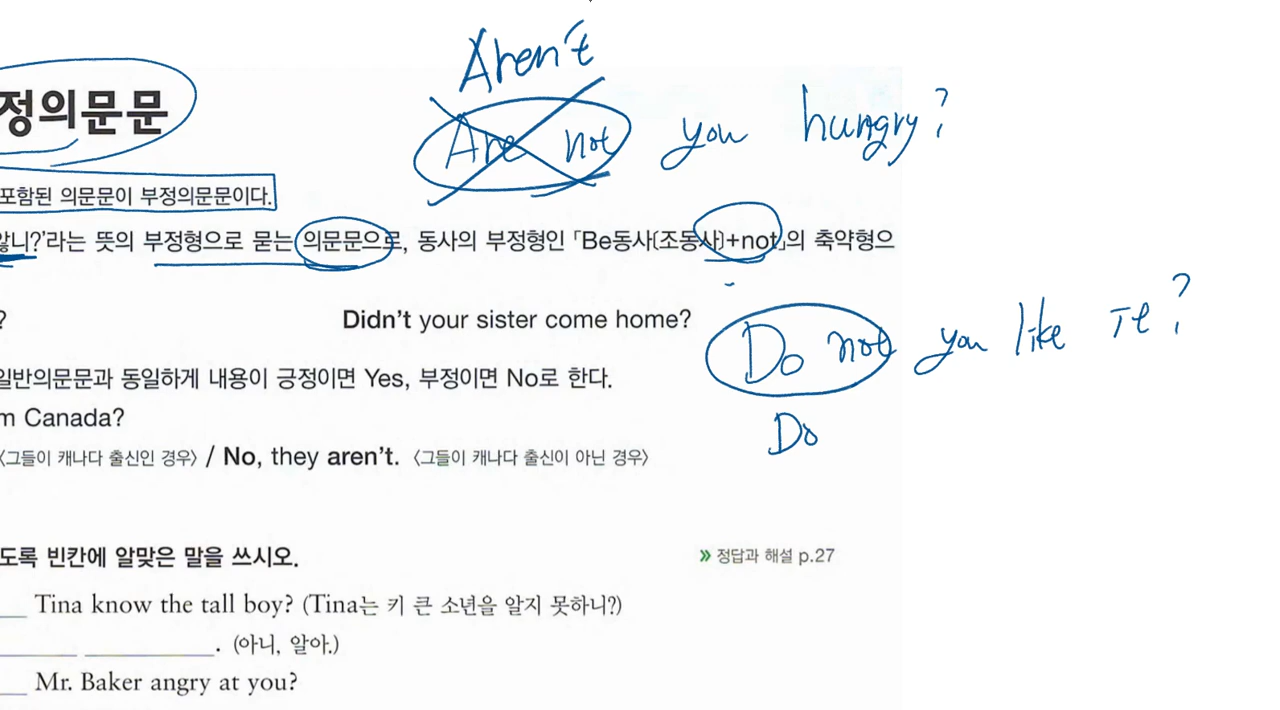 Aren't
Are not you hungry?
정의문문
포함된 의문문이 부정의문문이다.
않니?'라는 뜻의 부정형으로 묻는 의문문으로, 동사의 부정형인 「Be동사[조동사]+not」의 축약형으
?
Didn't your sister come home?
Do not you like it?
일반의문문과 동일하게 내용이 긍정이면 Yes, 부정이면 No로 한다.
m Canada?
Do
〈그들이 캐나다 출신인 경우〉 / No, they aren't. 〈그들이 캐나다 출신이 아닌 경우〉
도록 빈칸에 알맞은 말을 쓰시오.
» 정답과 해설 p.27
__ Tina know the tall boy? (Tina는 키 큰 소년을 알지 못하니?)
______ ______. (아니, 알아.)
__ Mr. Baker angry at you?